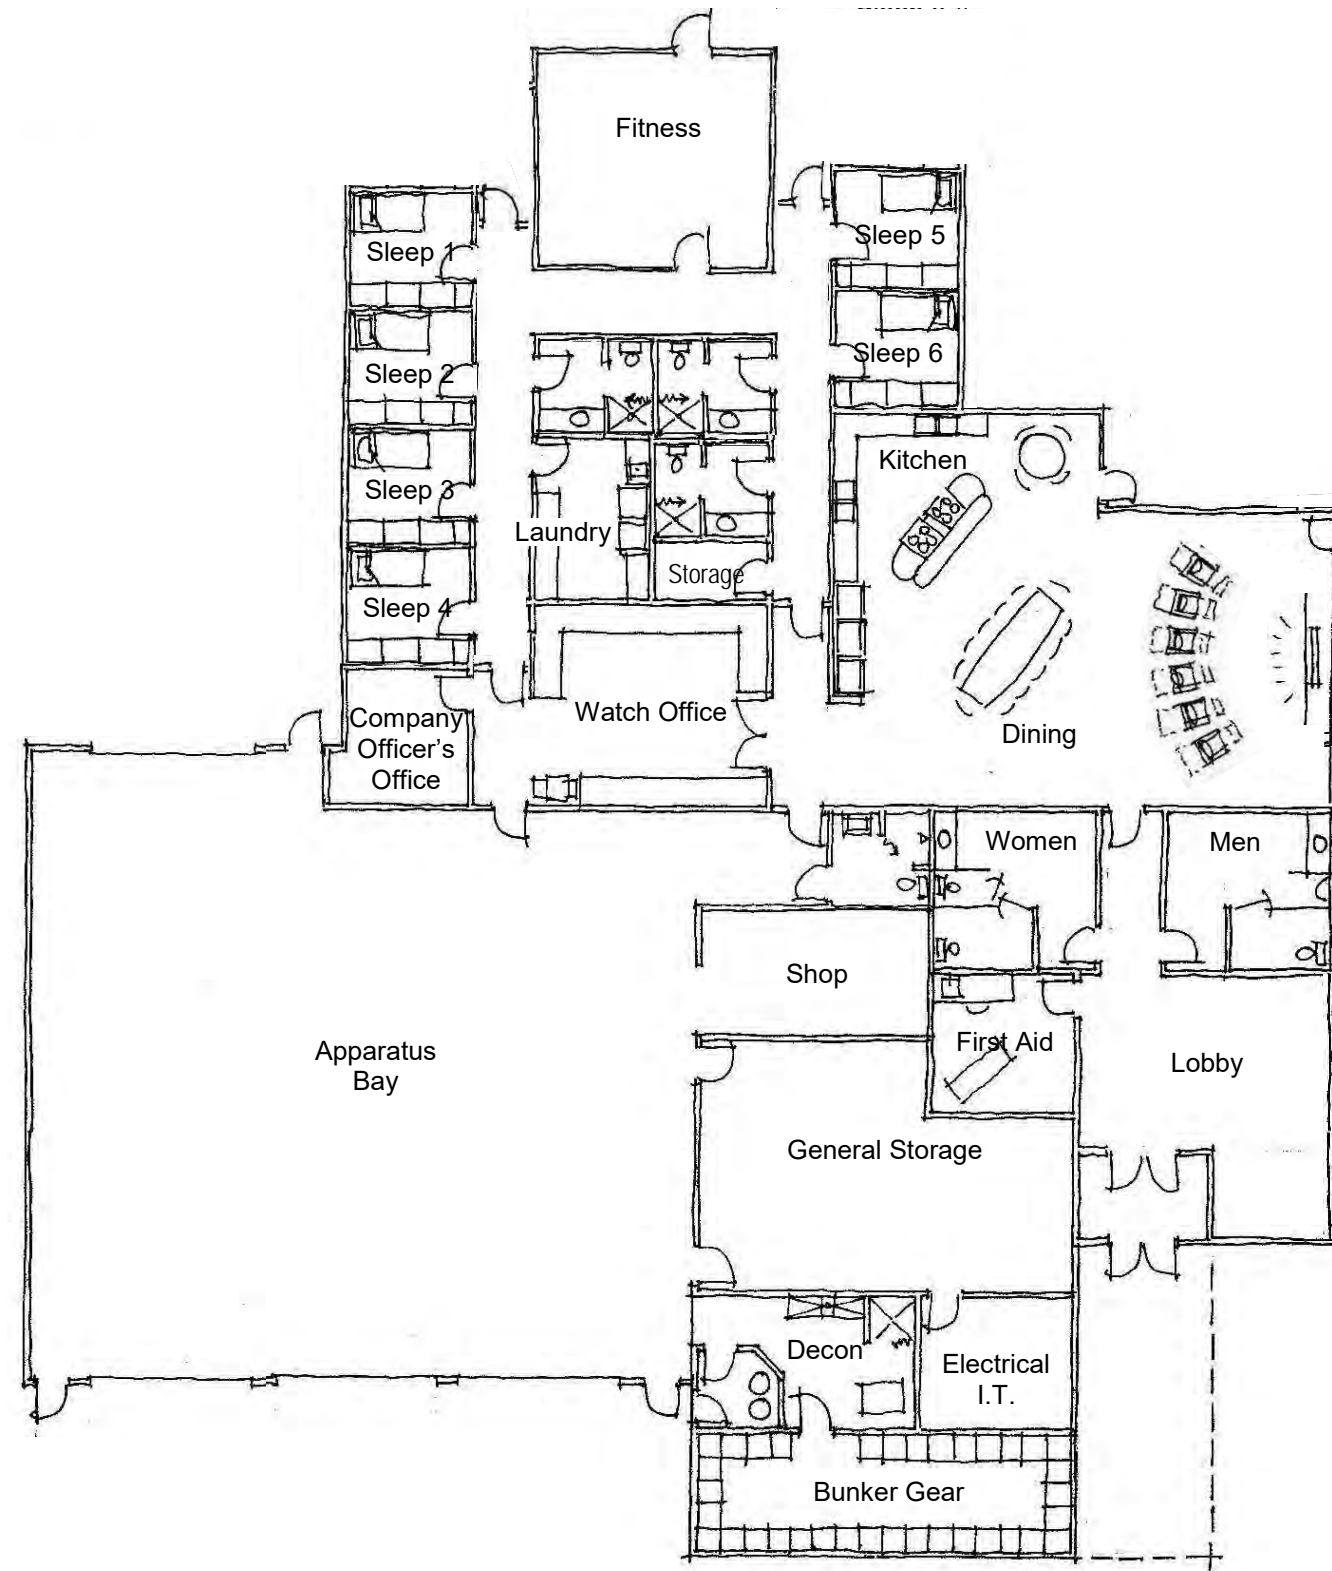 Fitness
Sleep 1
Sleep 5
Sleep 2
Sleep 6
Kitchen
Sleep 3
Laundry
Storage
Sleep 4
Company
Officer's
Office
Watch Office
Dining
Women
Men
Shop
Apparatus
Bay
First Aid
Lobby
General Storage
Decon
Electrical
I.T.
Bunker Gear